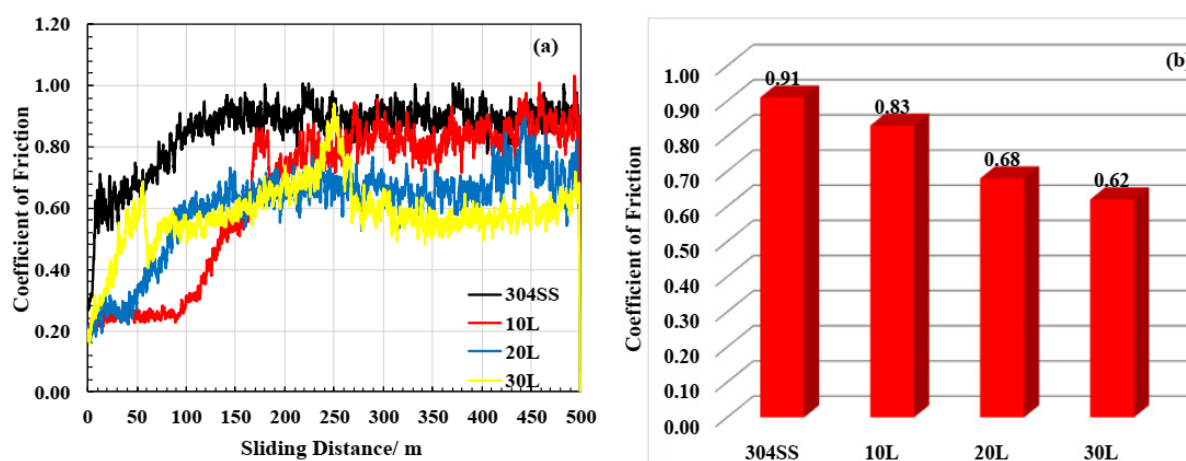 (a)
1.20
1.00
0.80
0.60
0.40
0.20
0.00
Coefficient of Friction
304SS
10L
20L
30L
0 50 100 150 200 250 300 350 400 450 500
Sliding Distance/ m
(b)
1.00
0.90
0.80
0.70
0.60
0.50
0.40
0.30
0.20
0.10
0.00
Coefficient of Friction
0.91
0.83
0.68
0.62
304SS 10L 20L 30L